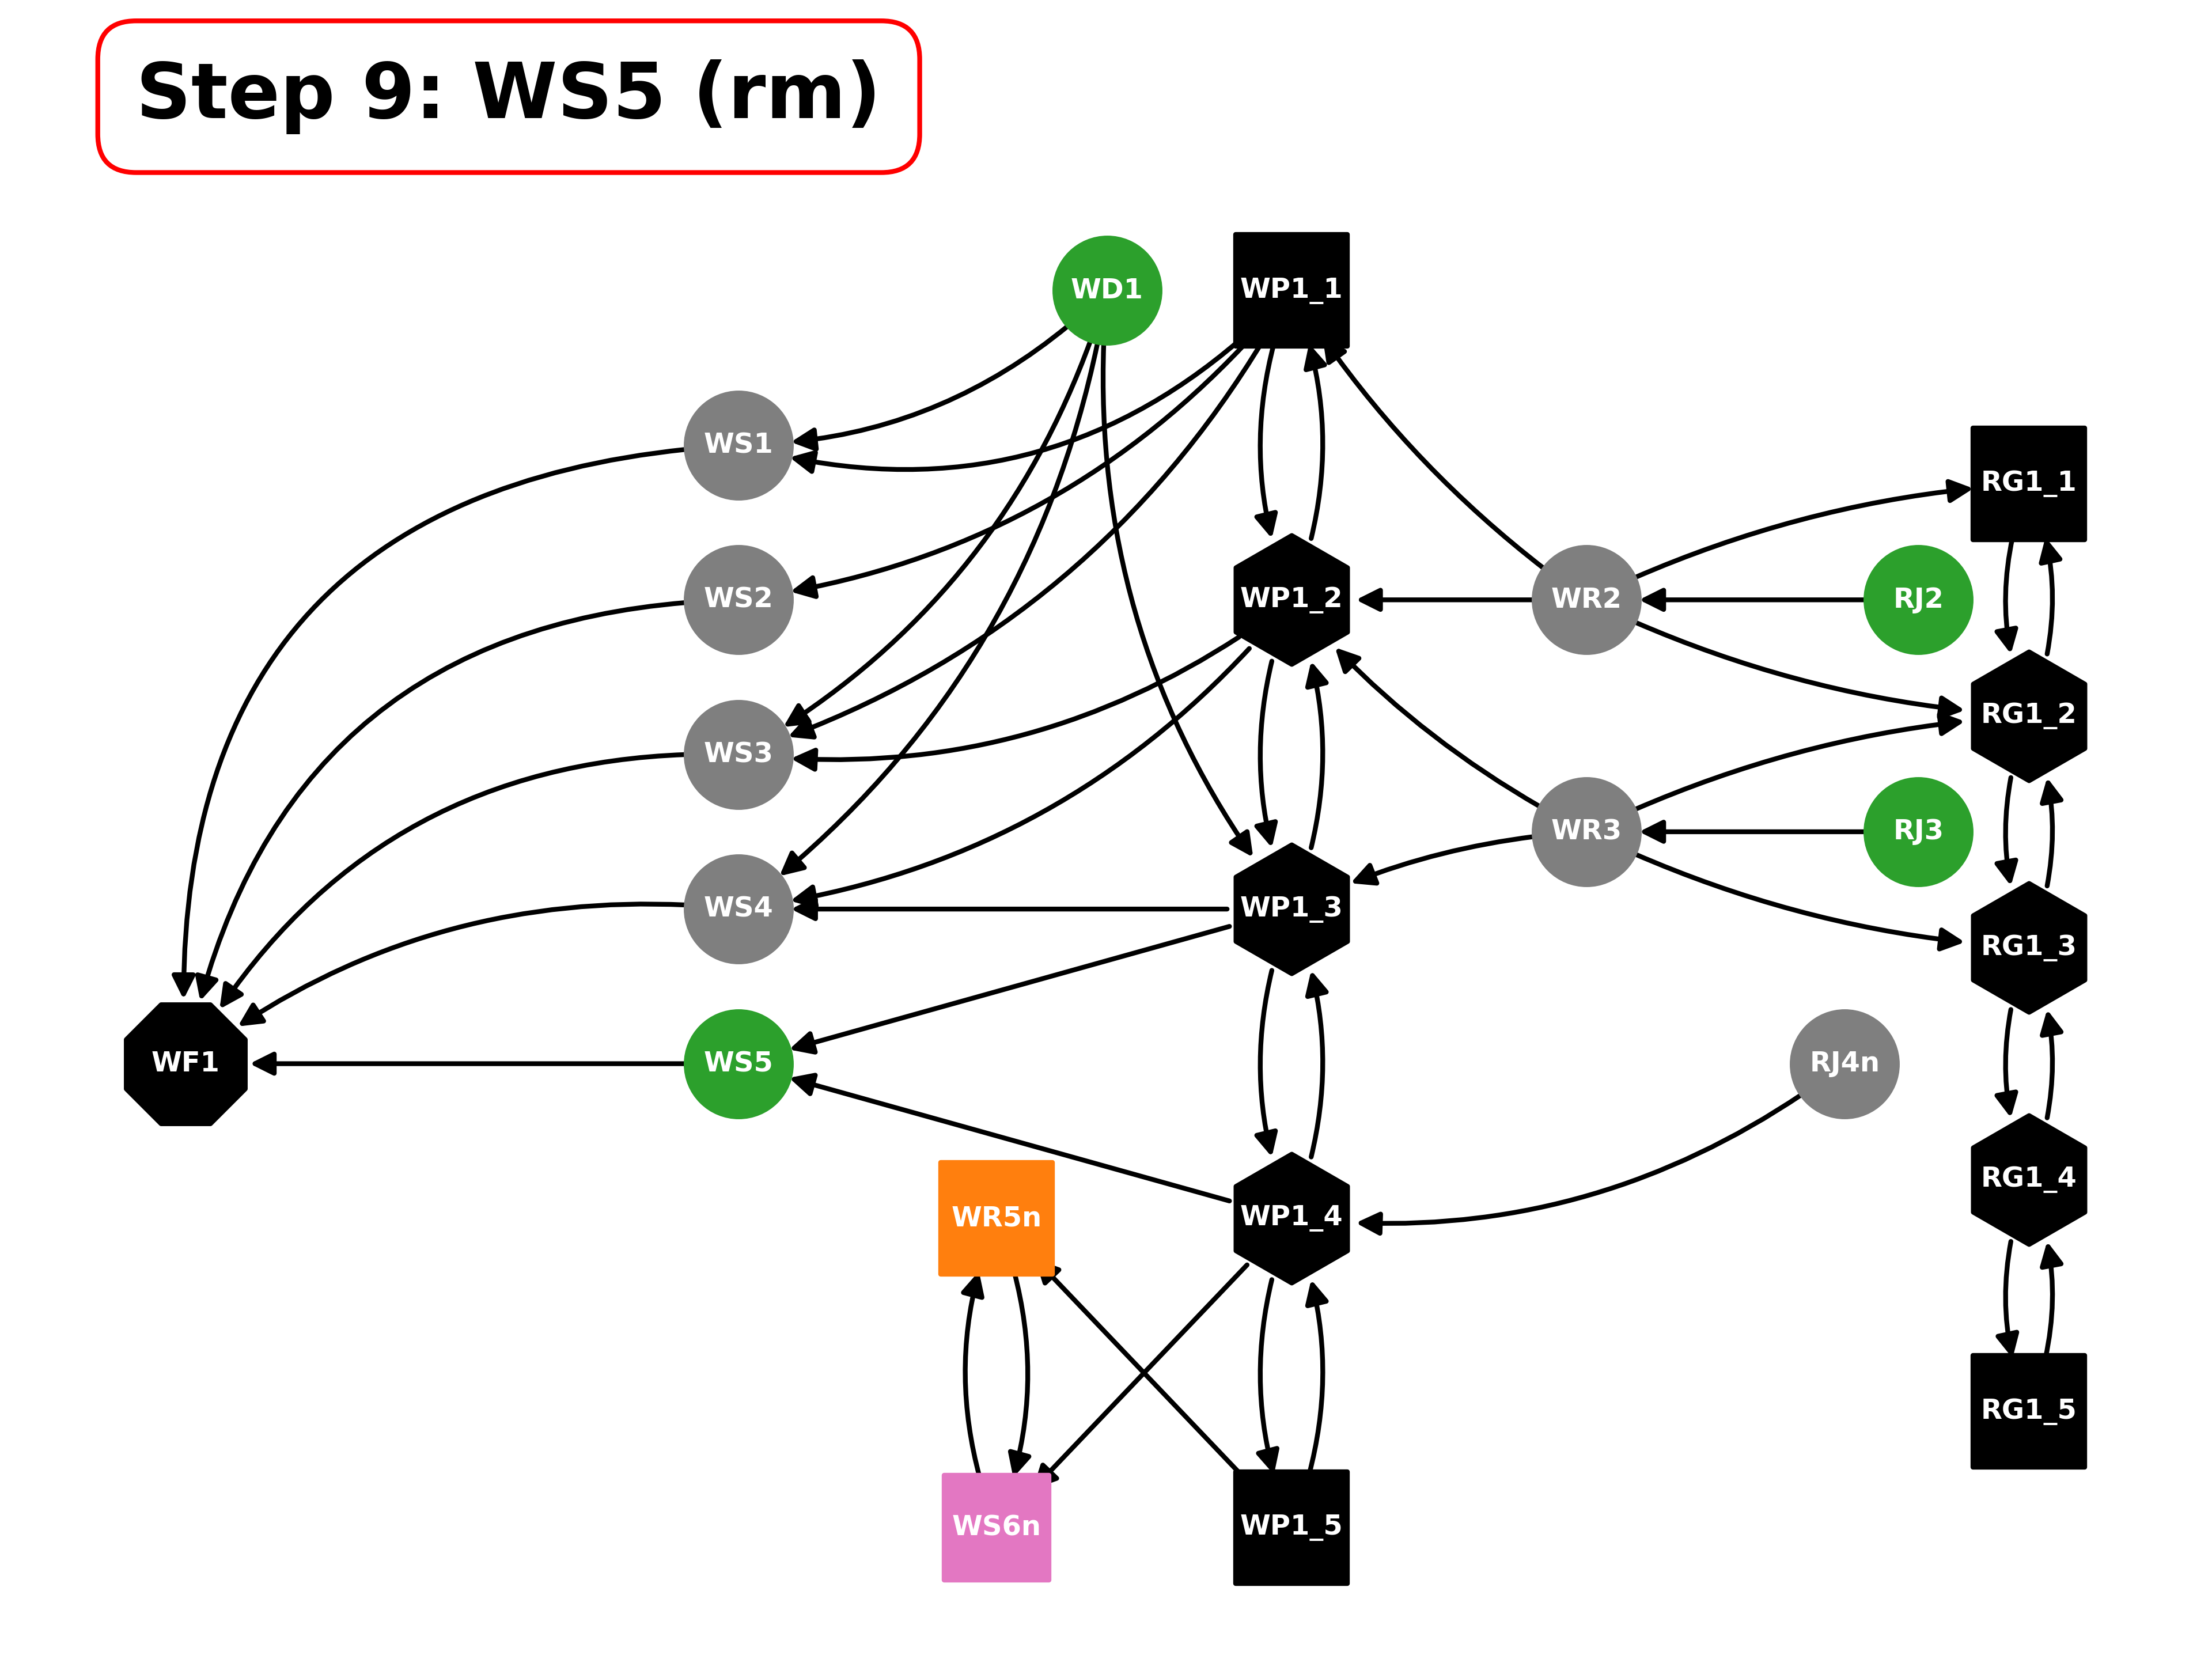 Step 9: WS5 (rm)
WD1
WP1_1
WS1
RG1_1
WS2
WP1_2
WR2
RJ2
RG1_2
WS3
WR3
RJ3
WS4
WP1_3
RG1_3
WF1
WS5
RJ4n
RG1_4
WR5n
WP1_4
RG1_5
WS6n
WP1_5